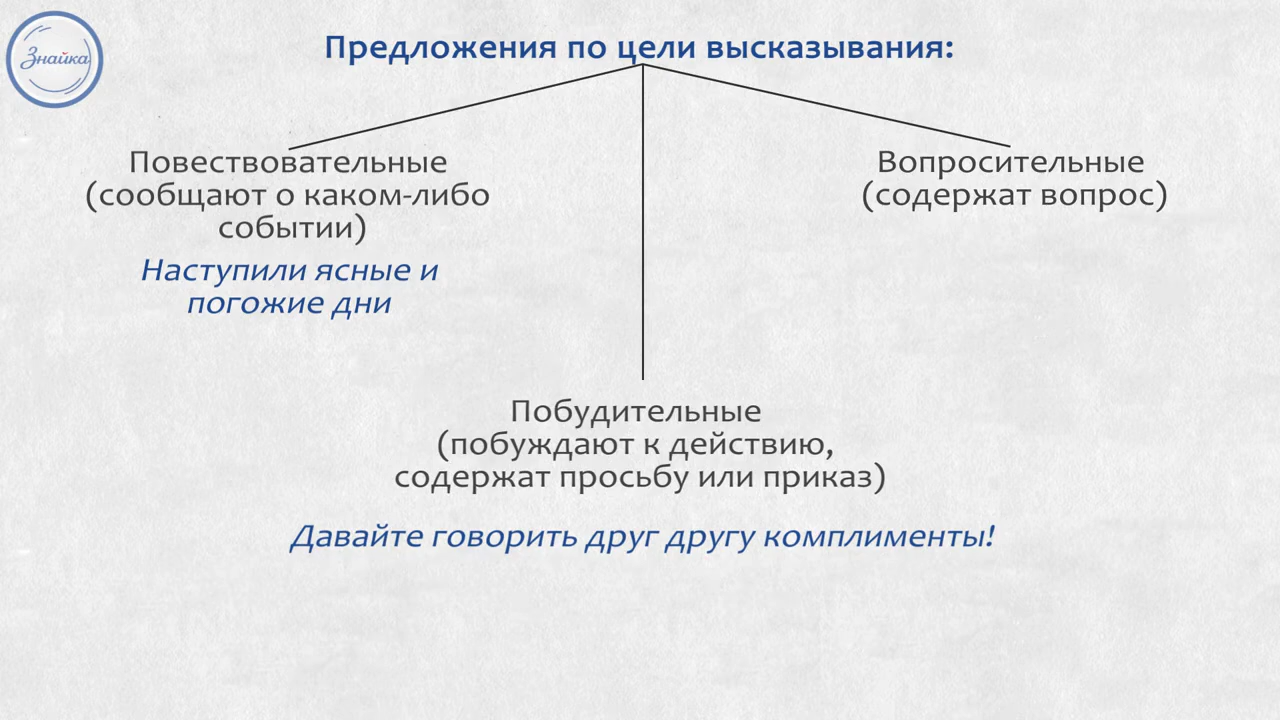 Знайка
Предложения по цели высказывания:
Повествовательные
(сообщают о каком-либо
событии)
Наступили ясные и
погожие дни
Вопросительные
(содержат вопрос)
Побудительные
(побуждают к действию,
содержат просьбу или приказ)
Давайте говорить друг другу комплименты!